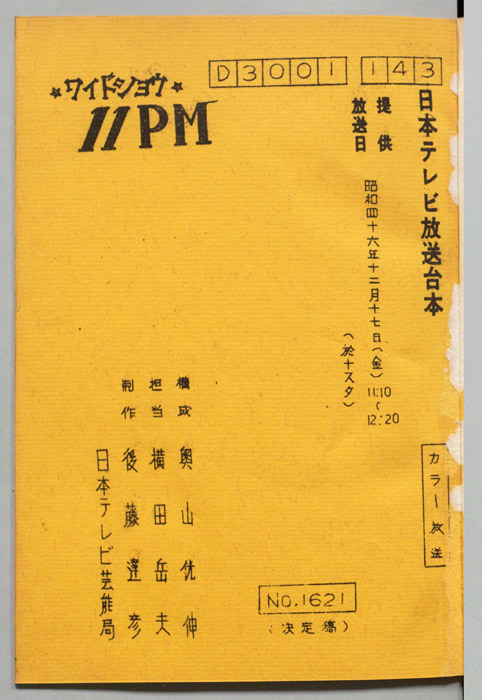 D3001 143
日本テレビ放送台本
提供
放送日
昭和四十六年十二月十七日(金) 11:10〜12:20
(於十スタ)
カラー放送
☆ワイドショウ☆
11PM
構成 奥山侊伸
担当 横田岳夫
制作 後藤達彦
日本テレビ芸能局
NO.1621
(決定稿)